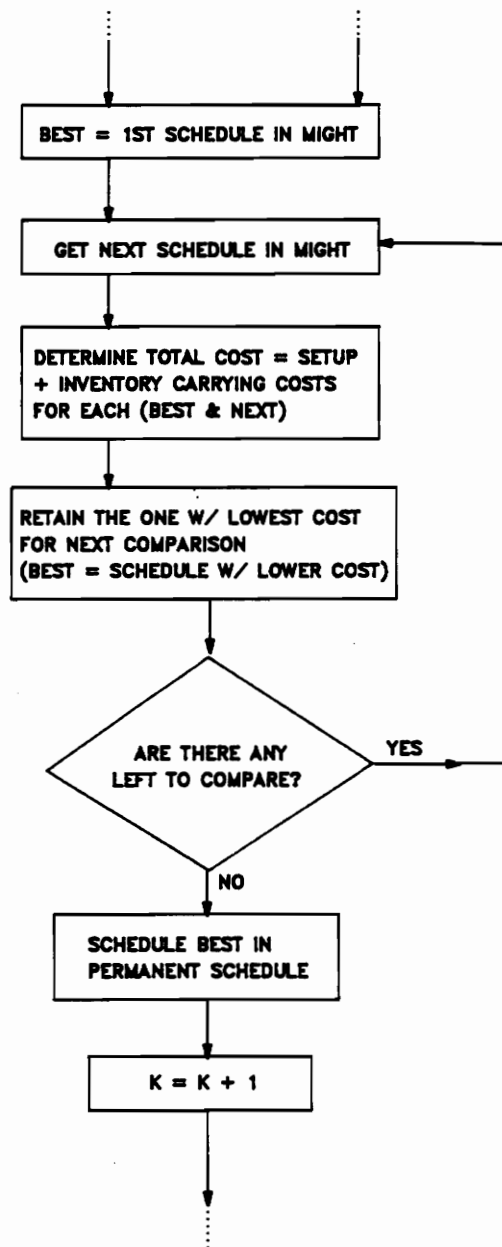 BEST = 1ST SCHEDULE IN MIGHT
GET NEXT SCHEDULE IN MIGHT
DETERMINE TOTAL COST = SETUP
+ INVENTORY CARRYING COSTS
FOR EACH (BEST & NEXT)
RETAIN THE ONE W/ LOWEST COST
FOR NEXT COMPARISON
(BEST = SCHEDULE W/ LOWER COST)
ARE THERE ANY
LEFT TO COMPARE?
YES
NO
SCHEDULE BEST IN
PERMANENT SCHEDULE
K = K + 1